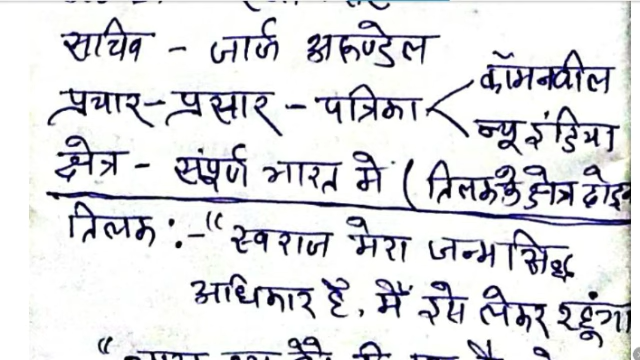 सचिव - जार्ज अरुण्डेल
प्रचार-प्रसार - पत्रिका < कॉमनवील
न्यू इंडिया
क्षेत्र - संपूर्ण भारत में (तिलक के क्षेत्र छोड़
तिलक :- "स्वराज मेरा जन्मसिद्ध
अधिकार है, मैं इसे लेकर रहूंगा